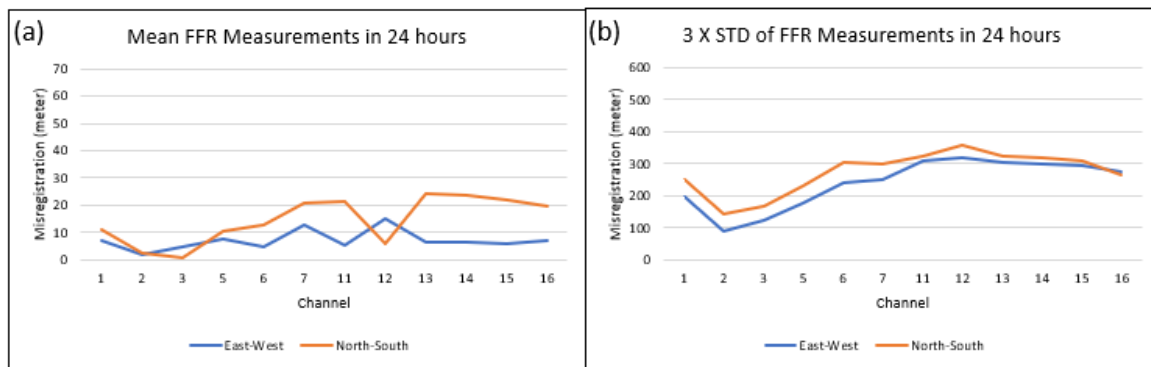 (a)
Mean FFR Measurements in 24 hours
Misregistration (meter)
70
60
50
40
30
20
10
0
1 2 3 5 6 7 11 12 13 14 15 16
Channel
East-West North-South
(b)
3 X STD of FFR Measurements in 24 hours
Misregistration (meter)
600
500
400
300
200
100
0
1 2 3 5 6 7 11 12 13 14 15 16
Channel
East-West North-South